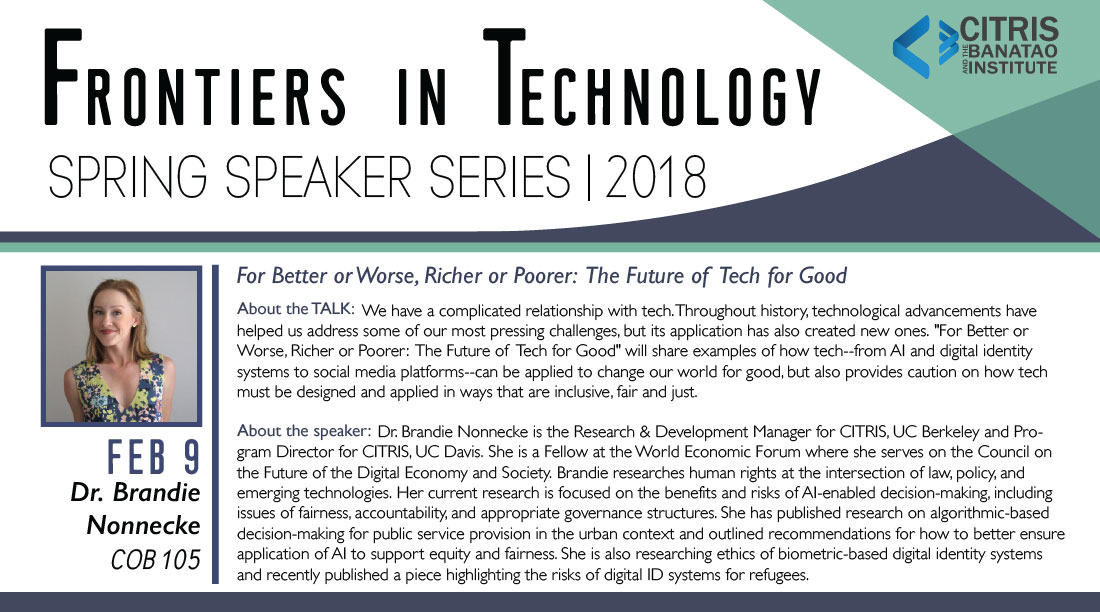 FRONTIERS IN TECHNOLOGY
SPRING SPEAKER SERIES | 2018
CITRIS
AND THE
BANATAO
INSTITUTE
For Better or Worse, Richer or Poorer: The Future of Tech for Good
About the TALK: We have a complicated relationship with tech. Throughout history, technological advancements have
helped us address some of our most pressing challenges, but its application has also created new ones. "For Better or
Worse, Richer or Poorer: The Future of Tech for Good" will share examples of how tech--from AI and digital identity
systems to social media platforms--can be applied to change our world for good, but also provides caution on how tech
must be designed and applied in ways that are inclusive, fair and just.
About the speaker: Dr. Brandie Nonnecke is the Research & Development Manager for CITRIS, UC Berkeley and Pro-
gram Director for CITRIS, UC Davis. She is a Fellow at the World Economic Forum where she serves on the Council on
the Future of the Digital Economy and Society. Brandie researches human rights at the intersection of law, policy, and
emerging technologies. Her current research is focused on the benefits and risks of AI-enabled decision-making, including
issues of fairness, accountability, and appropriate governance structures. She has published research on algorithmic-based
decision-making for public service provision in the urban context and outlined recommendations for how to better ensure
application of AI to support equity and fairness. She is also researching ethics of biometric-based digital identity systems
and recently published a piece highlighting the risks of digital ID systems for refugees.
FEB 9
Dr. Brandie
Nonnecke
COB 105